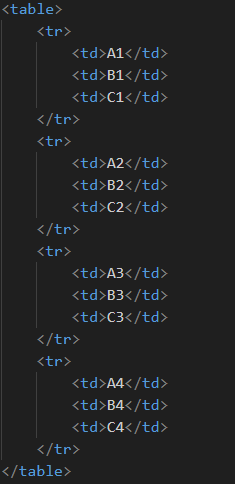 <table>
<tr>
<td>A1</td>
<td>B1</td>
<td>C1</td>
</tr>
<tr>
<td>A2</td>
<td>B2</td>
<td>C2</td>
</tr>
<tr>
<td>A3</td>
<td>B3</td>
<td>C3</td>
</tr>
<tr>
<td>A4</td>
<td>B4</td>
<td>C4</td>
</tr>
</table>